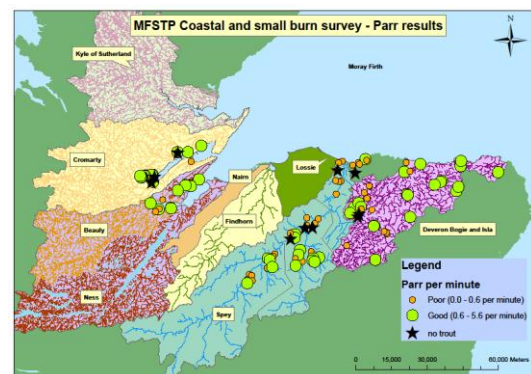 MFSTP Coastal and small burn survey - Parr results
N
Kyle of Sutherland
Moray Firth
Cromarty
Lossie
Nairn
Findhorn
Beauly
Deveron Bogie and Isla
Ness
Spey
Legend
Parr per minute
Poor (0.0 - 0.6 per minute)
Good (0.6 - 5.6 per minute)
no trout
0 15,000 30,000 60,000 Meters